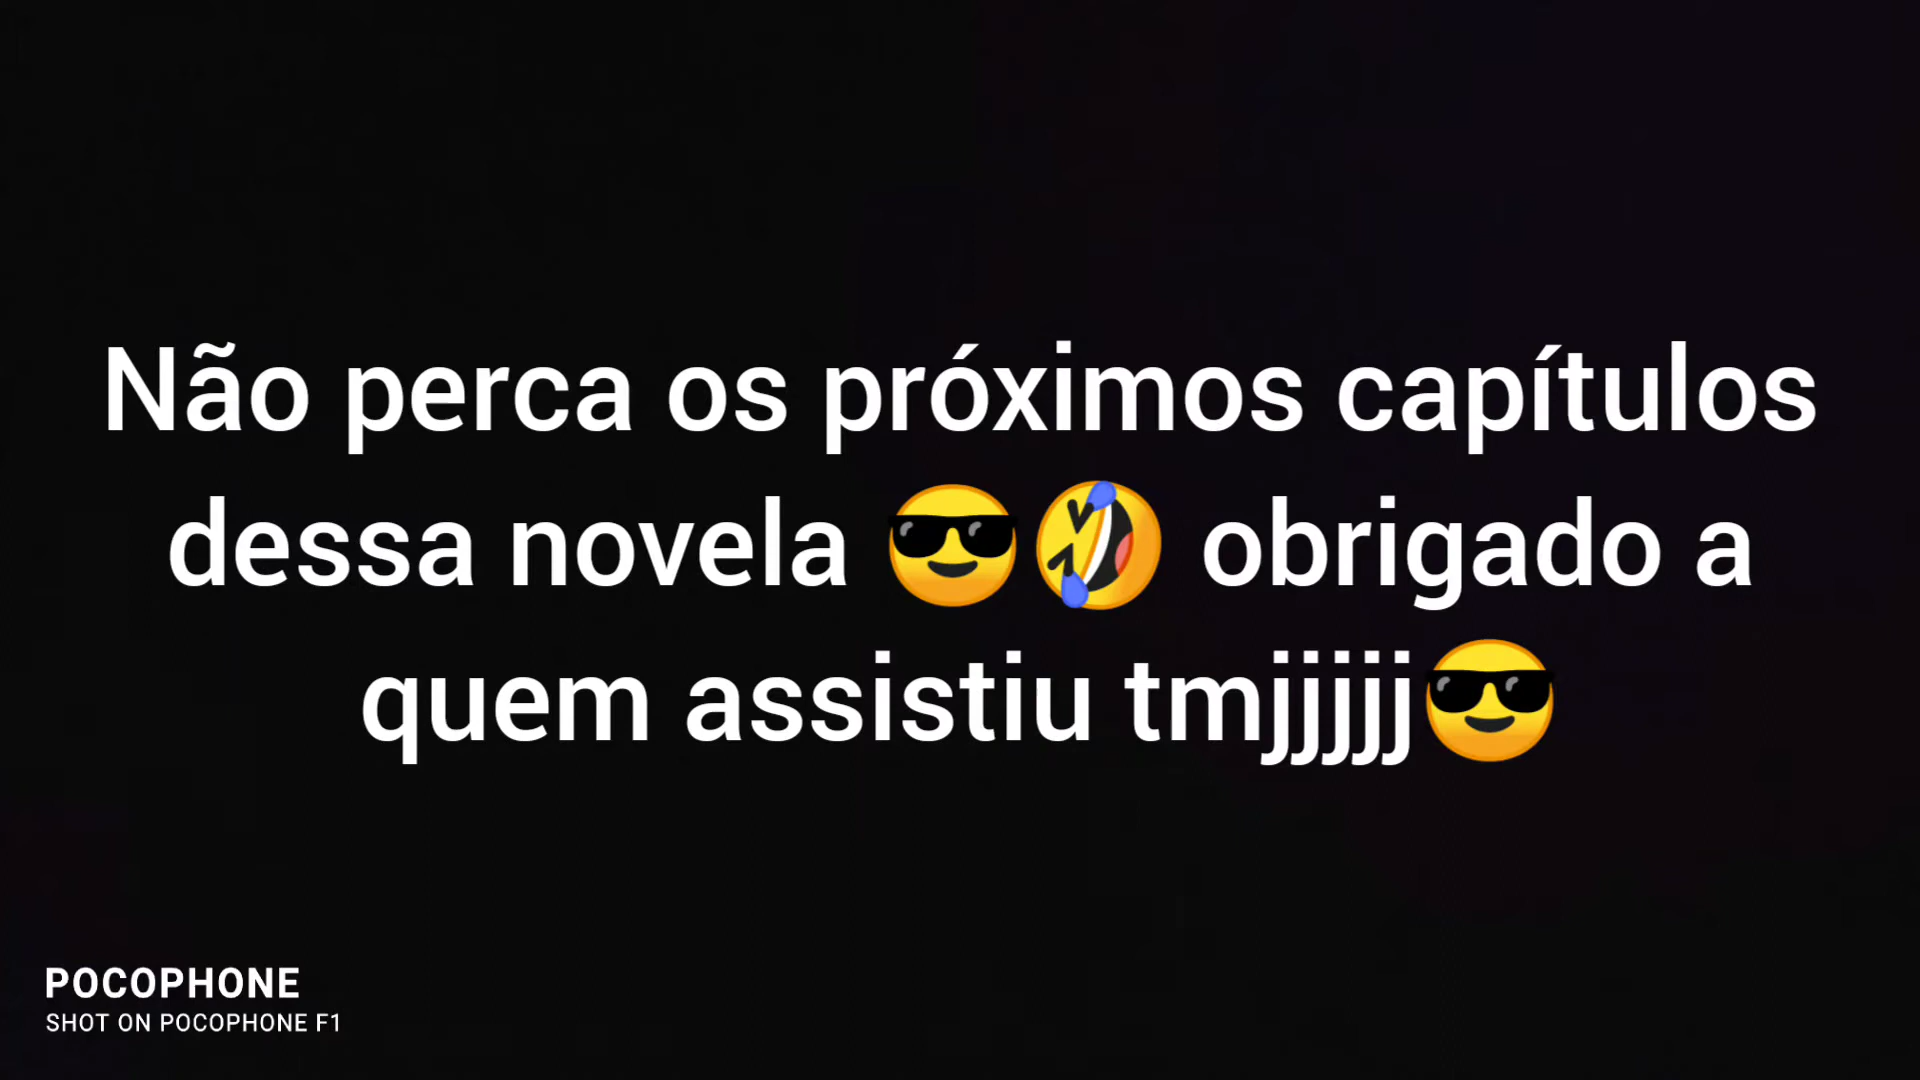 Não perca os próximos capítulos
dessa novela 😎🤣 obrigado a
quem assistiu tmjjjjj😎
POCOPHONE
SHOT ON POCOPHONE F1